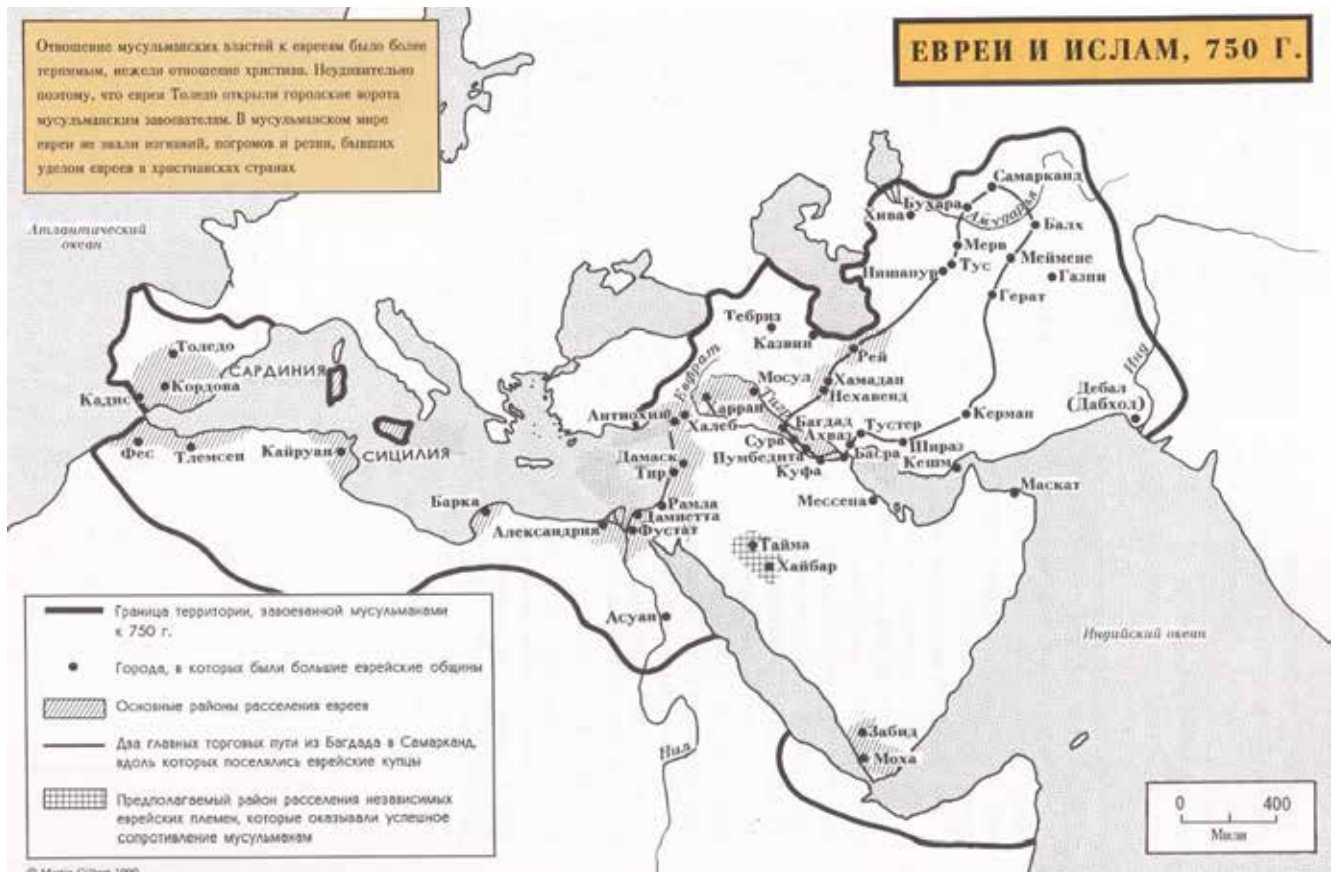 Отношение мусульманских властей к евреям было более
терпимым, нежели отношение христиан. Неудивительно
поэтому, что евреи Толедо открыли городские ворота
мусульманским завоевателям. В мусульманском мире
евреи не знали изгнаний, погромов и резни, бывших
уделом евреев в христианских странах
ЕВРЕИ И ИСЛАМ, 750 Г.
Атлантический
океан
Самарканд
Бухара
Хива
Амударья
Балх
Мерв
Меймене
Нишапур
Тус
Газни
Герат
Тебриз
Казвин
Рей
Толедо
САРДИНИЯ
Кордова
Кадис
Евфрат
Мосул
Тигр
Хамадан
Нехавенд
Инд
Дебал
(Дабхол)
Харран
Антиохия
Халеб
Багдад
Тустер
Керман
Фес
Тлемсен
Кайруан
СИЦИЛИЯ
Сура
Ахваз
Пумбедита
Басра
Шираз
Куфа
Кешм
Дамаск
Тир
Маскат
Мессена
Барка
Рамла
Дамиетта
Александрия
Фустат
Тайма
Хайбар
Асуан
Индийский океан
Нил
Забид
Моха
Граница территории, завоеванной мусульманами
к 750 г.
Города, в которых были большие еврейские общины
Основные районы расселения евреев
Два главных торговых пути из Багдада в Самарканд,
вдоль которых поселялись еврейские купцы
Предполагаемый район расселения независимых
еврейских племен, которые оказывали успешное
сопротивление мусульманам
0 400
Мили